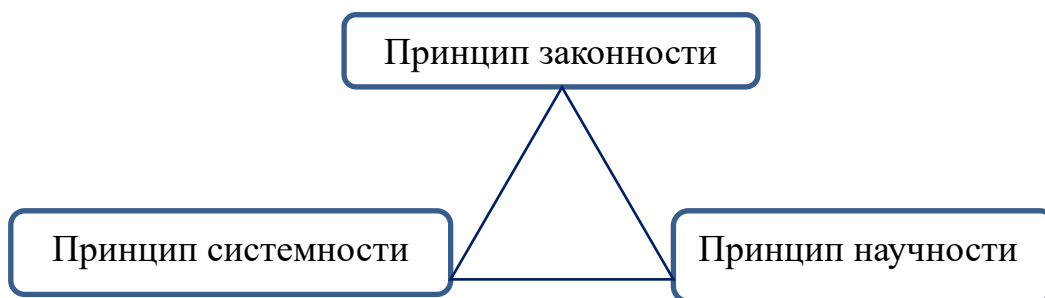 Принцип законности
Принцип системности
Принцип научности